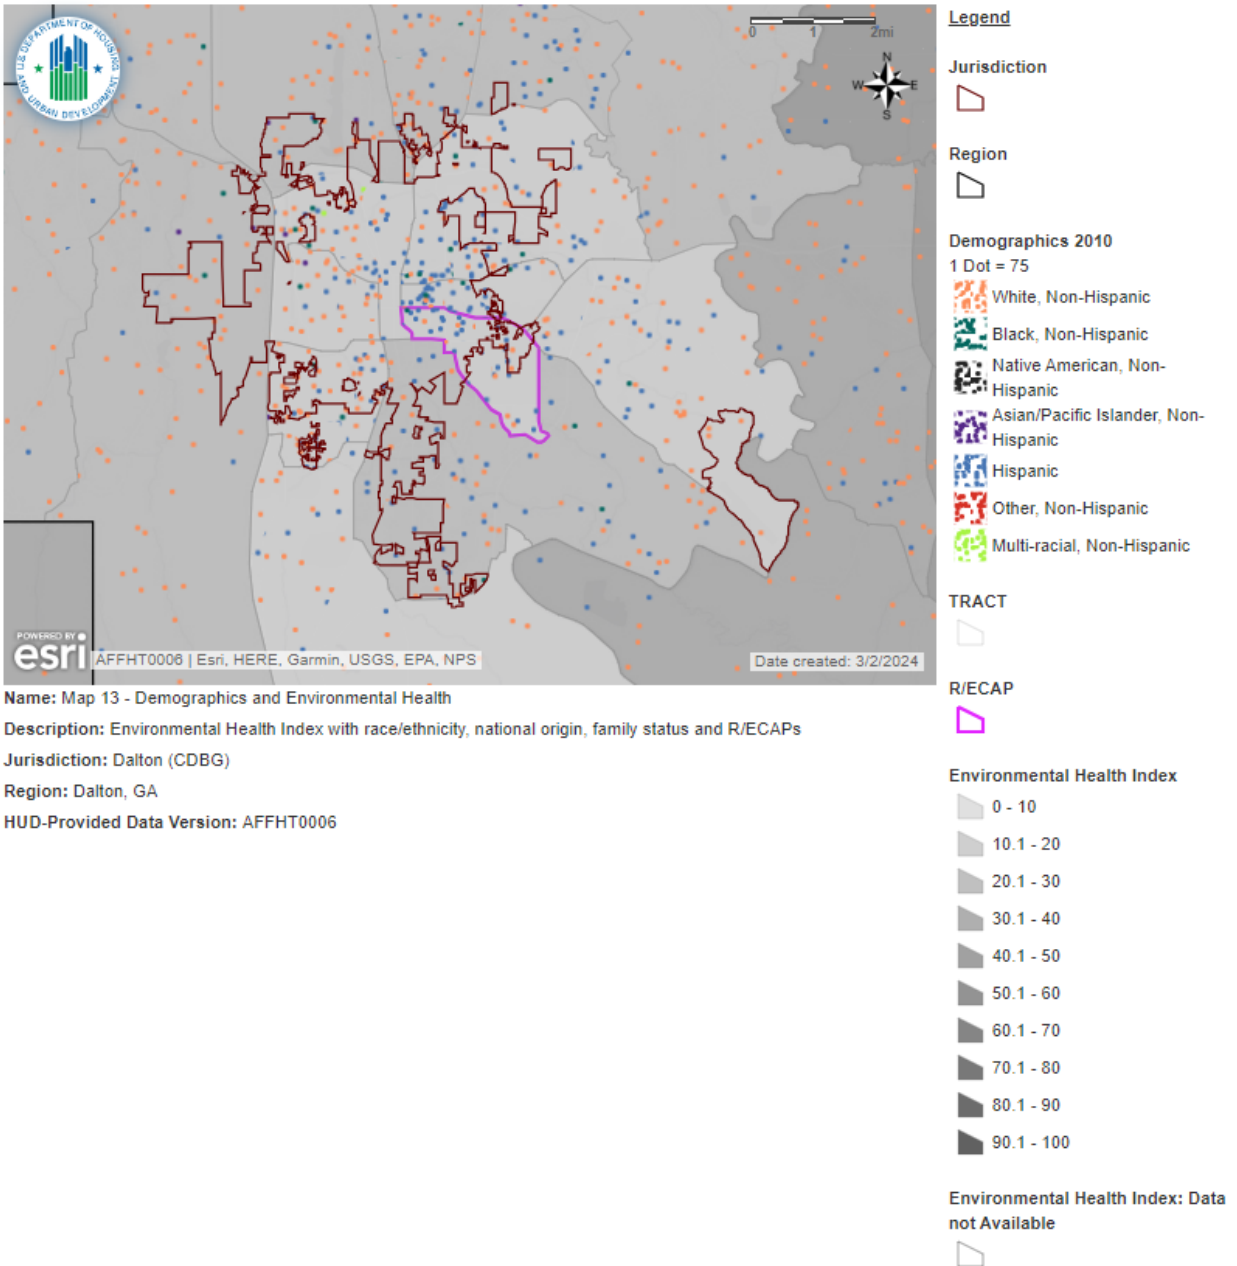 U.S. DEPARTMENT OF HOUSING
AND URBAN DEVELOPMENT
0 1 2mi
N
W E
S
POWERED BY
esri
AFFHT0006 | Esri, HERE, Garmin, USGS, EPA, NPS
Date created: 3/2/2024
Name: Map 13 - Demographics and Environmental Health
Description: Environmental Health Index with race/ethnicity, national origin, family status and R/ECAPs
Jurisdiction: Dalton (CDBG)
Region: Dalton, GA
HUD-Provided Data Version: AFFHT0006
Legend
Jurisdiction
Region
Demographics 2010
1 Dot = 75
White, Non-Hispanic
Black, Non-Hispanic
Native American, Non-
Hispanic
Asian/Pacific Islander, Non-
Hispanic
Hispanic
Other, Non-Hispanic
Multi-racial, Non-Hispanic
TRACT
R/ECAP
Environmental Health Index
0 - 10
10.1 - 20
20.1 - 30
30.1 - 40
40.1 - 50
50.1 - 60
60.1 - 70
70.1 - 80
80.1 - 90
90.1 - 100
Environmental Health Index: Data
not Available